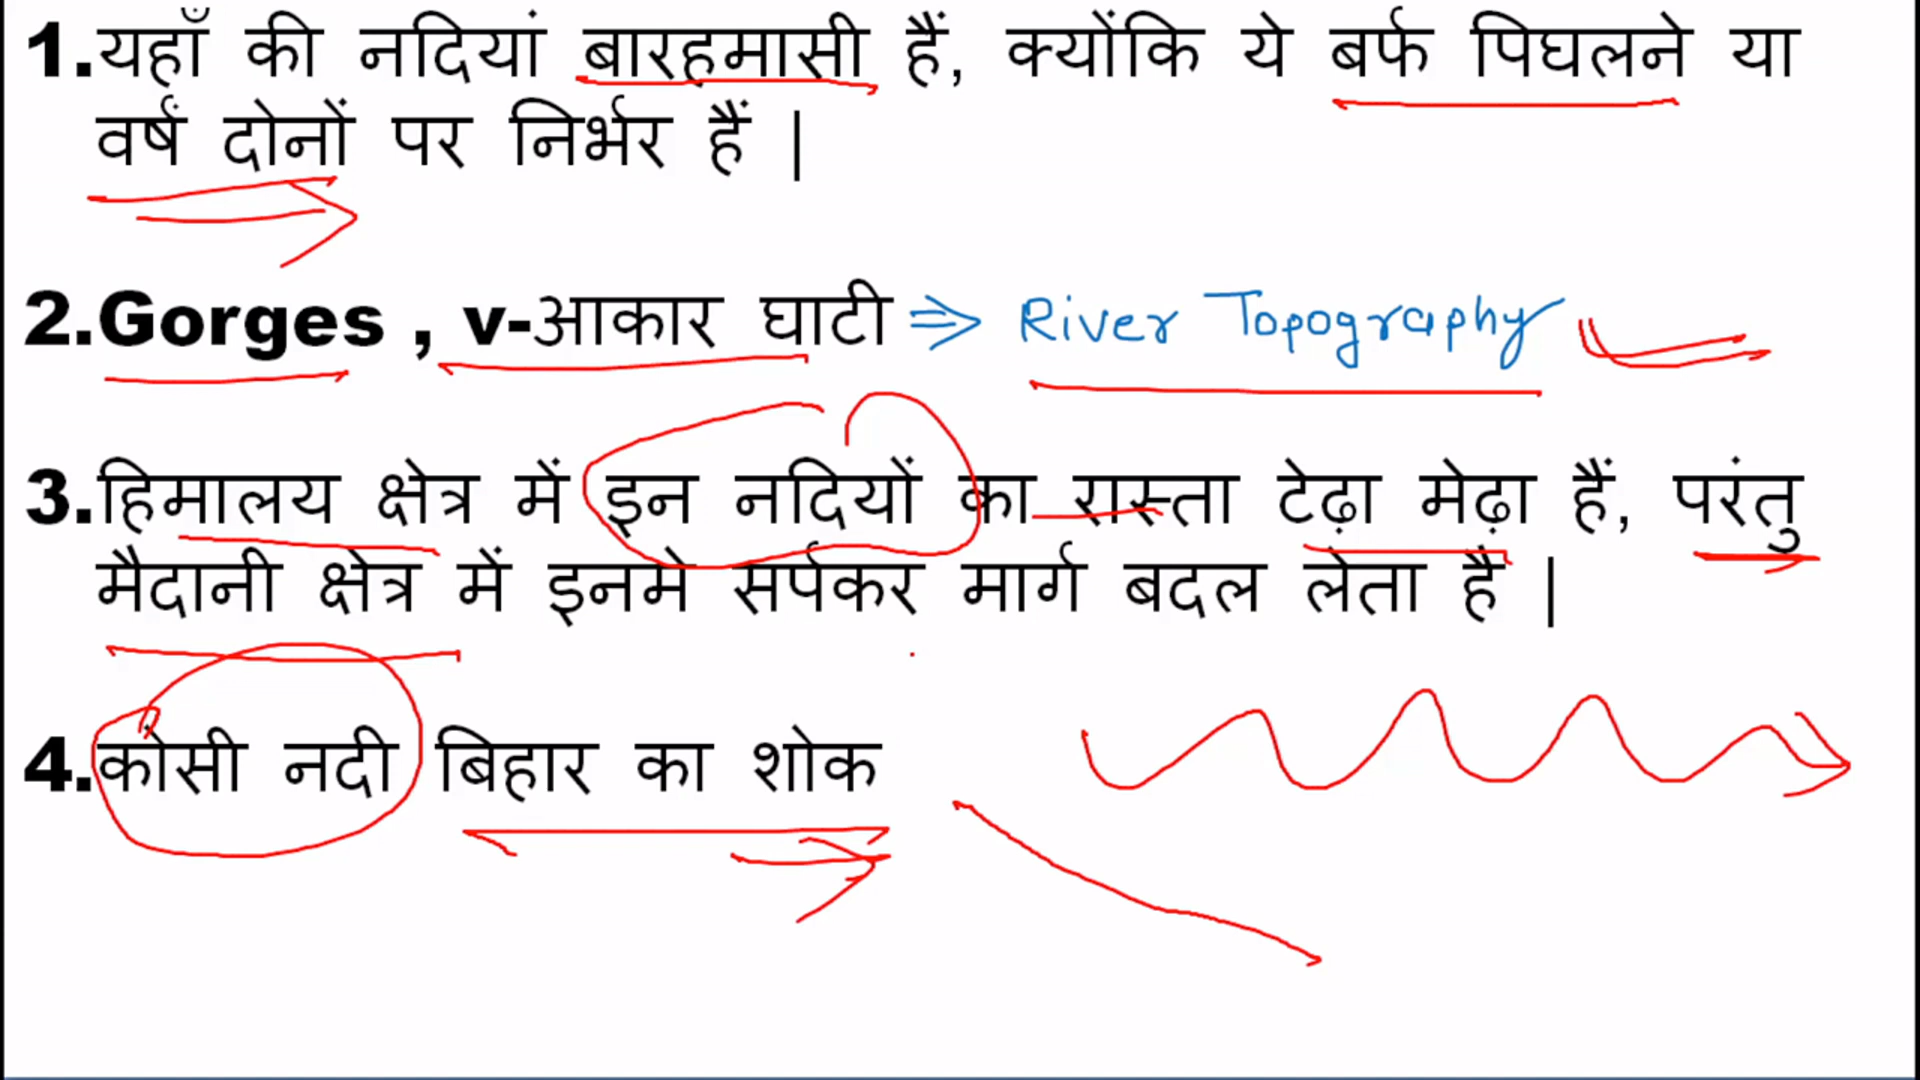 1.यहाँ की नदियां बारहमासी हैं, क्योंकि ये बर्फ पिघलने या
वर्षं दोनों पर निर्भर हैं |
2.Gorges , v-आकार घाटी ⇒ River Topography
3.हिमालय क्षेत्र में इन नदियों का रास्ता टेढ़ा मेढ़ा हैं, परंतु
मैदानी क्षेत्र में इनमे सर्पकर मार्ग बदल लेता हैं |
4.कोसी नदी बिहार का शोक